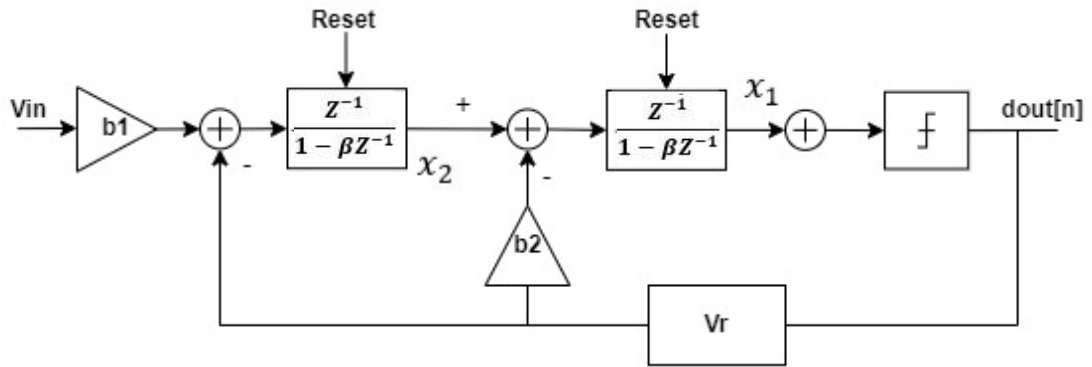 Reset
Reset
Vin
b1
+
-
Z⁻¹
1 − βZ⁻¹
x₂
+
+
-
b2
Z⁻¹
1 − βZ⁻¹
x₁
+
dout[n]
Vr